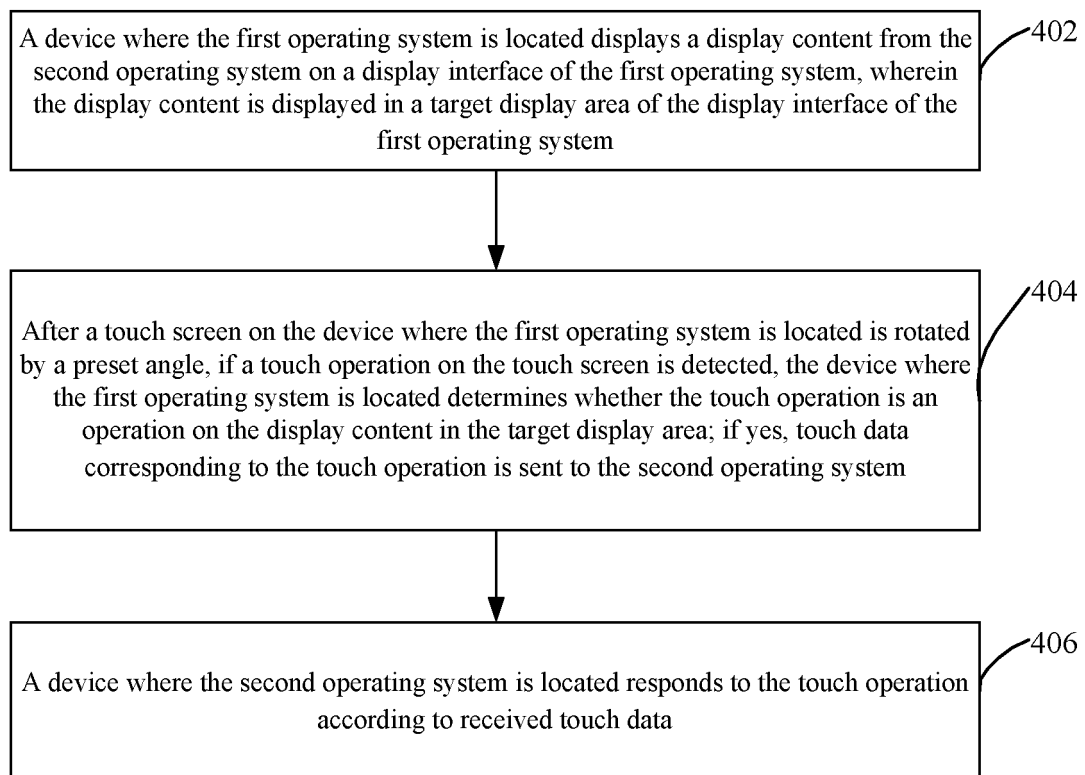 A device where the first operating system is located displays a display content from the
second operating system on a display interface of the first operating system, wherein
the display content is displayed in a target display area of the display interface of the
first operating system
402
After a touch screen on the device where the first operating system is located is rotated
by a preset angle, if a touch operation on the touch screen is detected, the device where
the first operating system is located determines whether the touch operation is an
operation on the display content in the target display area; if yes, touch data
corresponding to the touch operation is sent to the second operating system
404
A device where the second operating system is located responds to the touch operation
according to received touch data
406